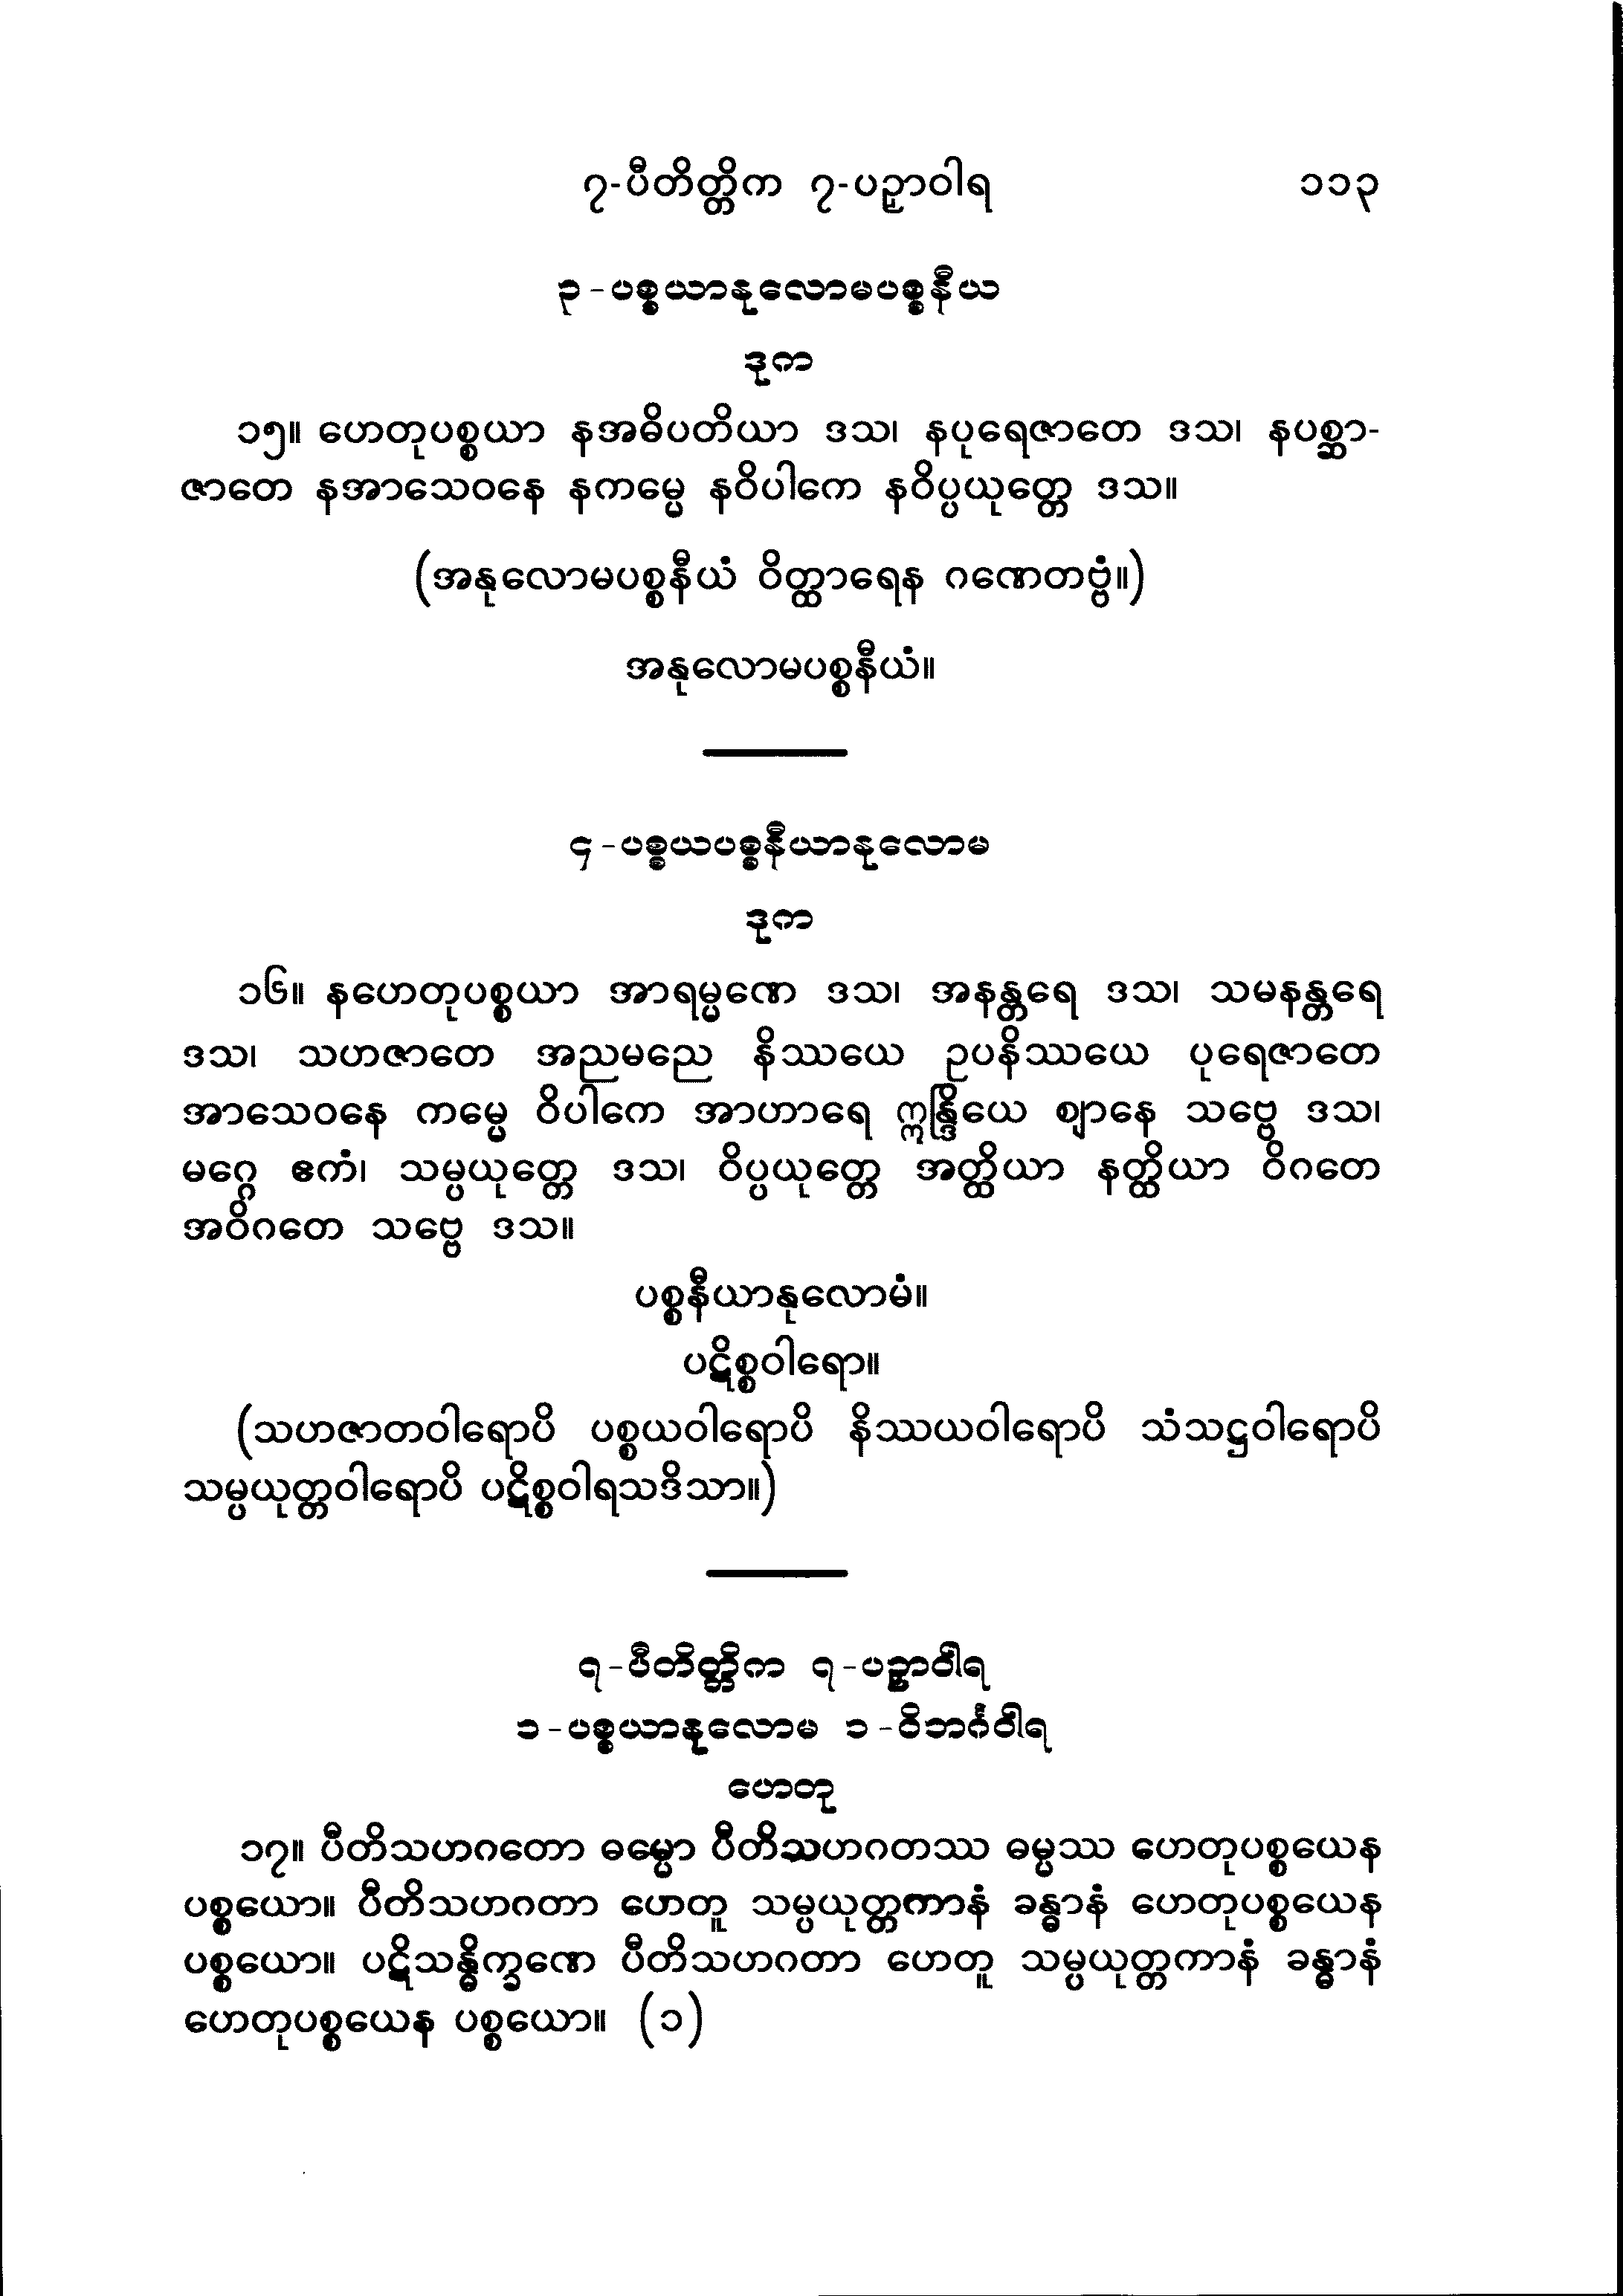 ၇-ပီတိတ္တိက ၇-ပဉှာဝါရ ၁၁၃
၃-ပစ္စယာနုလောမပစ္စနီယ
ဒုက
၁၅။ ဟေတုပစ္စယာ နအဓိပတိယာ ဒသ၊ နပုရေဇာတေ ဒသ၊ နပစ္ဆာ-
ဇာတေ နအာသေဝနေ နကမ္မေ နဝိပါကေ နဝိပ္ပယုတ္တေ ဒသ။
(အနုလောမပစ္စနီယံ ဝိတ္ထာရေန ဂဏေတဗ္ဗံ။)
အနုလောမပစ္စနီယံ။
၄-ပစ္စယပစ္စနီယာနုလောမ
ဒုက
၁၆။ နဟေတုပစ္စယာ အာရမ္မဏေ ဒသ၊ အနန္တရေ ဒသ၊ သမနန္တရေ
ဒသ၊ သဟဇာတေ အညမညေ နိဿယေ ဥပနိဿယေ ပုရေဇာတေ
အာသေဝနေ ကမ္မေ ဝိပါကေ အာဟာရေ ဣန္ဒြိယေ ဈာနေ သဗ္ဗေ ဒသ၊
မဂ္ဂေ ဧကံ၊ သမ္ပယုတ္တေ ဒသ၊ ဝိပ္ပယုတ္တေ အတ္ထိယာ နတ္ထိယာ ဝိဂတေ
အဝိဂတေ သဗ္ဗေ ဒသ။
ပစ္စနီယာနုလောမံ။
ပဋိစ္စဝါရော။
(သဟဇာတဝါရောပိ ပစ္စယဝါရောပိ နိဿယဝါရောပိ သံသဋ္ဌဝါရောပိ
သမ္ပယုတ္တဝါရောပိ ပဋိစ္စဝါရသဒိသာ။)
၇-ပီတိတ္တိက ၇-ပဉှာဝါရ
၁-ပစ္စယာနုလောမ ၁-ဝိဘင်္ဂဝါရ
ဟေတု
၁၇။ ပီတိသဟဂတော ဓမ္မော ပီတိသဟဂတဿ ဓမ္မဿ ဟေတုပစ္စယေန
ပစ္စယော။ ပီတိသဟဂတာ ဟေတူ သမ္ပယုတ္တကာနံ ခန္ဓာနံ ဟေတုပစ္စယေန
ပစ္စယော။ ပဋိသန္ဓိက္ခဏေ ပီတိသဟဂတာ ဟေတူ သမ္ပယုတ္တကာနံ ခန္ဓာနံ
ဟေတုပစ္စယေန ပစ္စယော။ (၁)